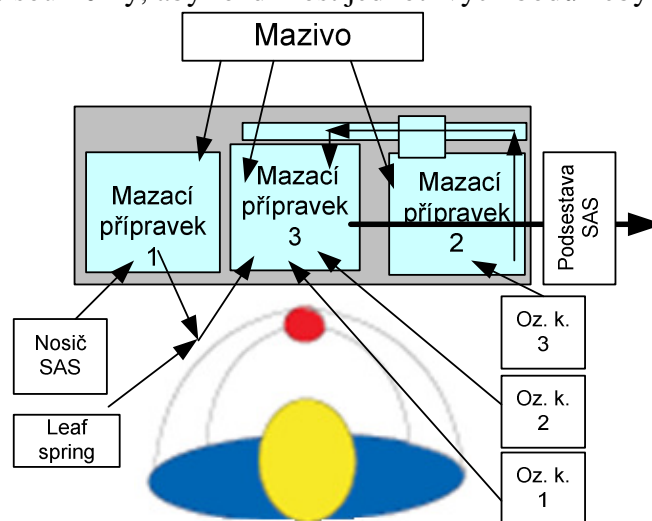 Mazivo
Mazací
přípravek
1
Mazací
přípravek
3
Mazací
přípravek
2
Podsestava
SAS
Nosič
SAS
Leaf
spring
Oz. k.
3
Oz. k.
2
Oz. k.
1